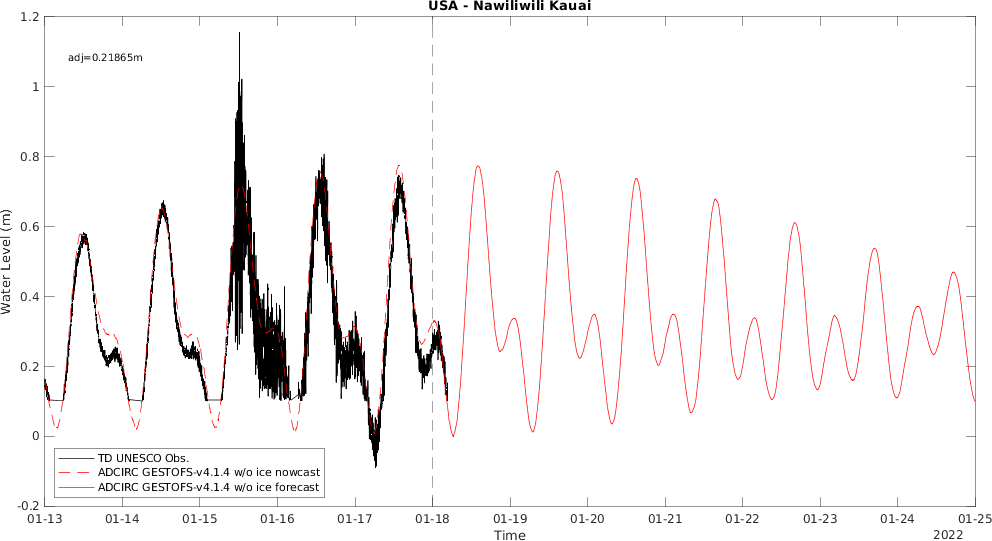 USA - Nawiliwili Kauai
1.2
adj=0.21865m
1
0.8
0.6
0.4
0.2
0
-0.2
Water Level (m)
TD UNESCO Obs.
ADCIRC GESTOFS-v4.1.4 w/o ice nowcast
ADCIRC GESTOFS-v4.1.4 w/o ice forecast
01-13 01-14 01-15 01-16 01-17 01-18 01-19 01-20 01-21 01-22 01-23 01-24 01-25
Time
2022